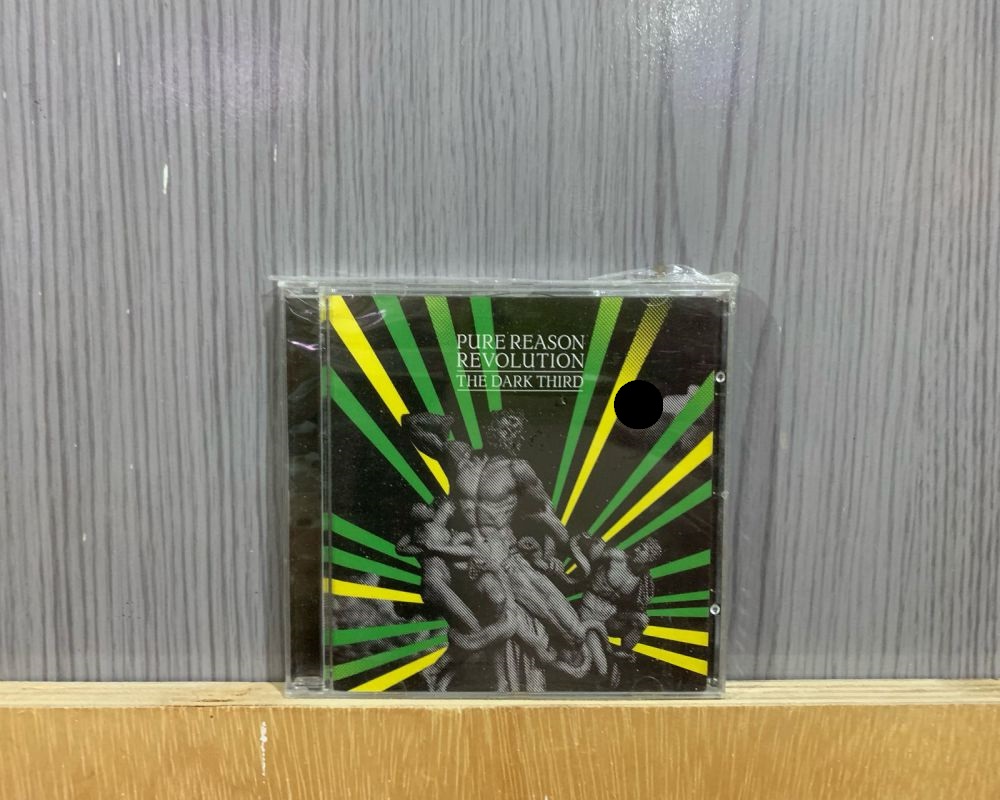 PURE REASON
REVOLUTION
THE DARK THIRD